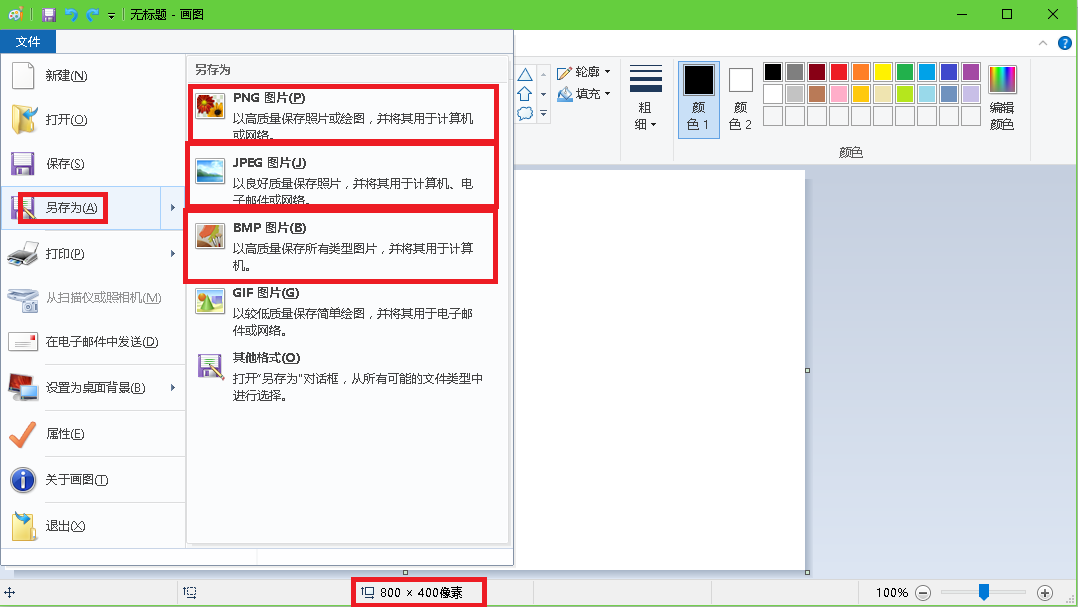 无标题 - 画图
文件
新建(N)
打开(O)
保存(S)
另存为(A)
打印(P)
从扫描仪或照相机(M)
在电子邮件中发送(D)
设置为桌面背景(B)
属性(E)
关于画图(T)
退出(X)
另存为
PNG 图片(P)
以高质量保存照片或绘图，并将其用于计算机
或网络。
JPEG 图片(J)
以良好质量保存照片，并将其用于计算机、电
子邮件或网络。
BMP 图片(B)
以高质量保存所有类型图片，并将其用于计算
机。
GIF 图片(G)
以较低质量保存简单绘图，并将其用于电子邮
件或网络。
其他格式(O)
打开“另存为”对话框，从所有可能的文件类型中
进行选择。
轮廓
填充
粗
细
颜
色 1
颜
色 2
编辑
颜色
颜色
800 × 400像素
100%